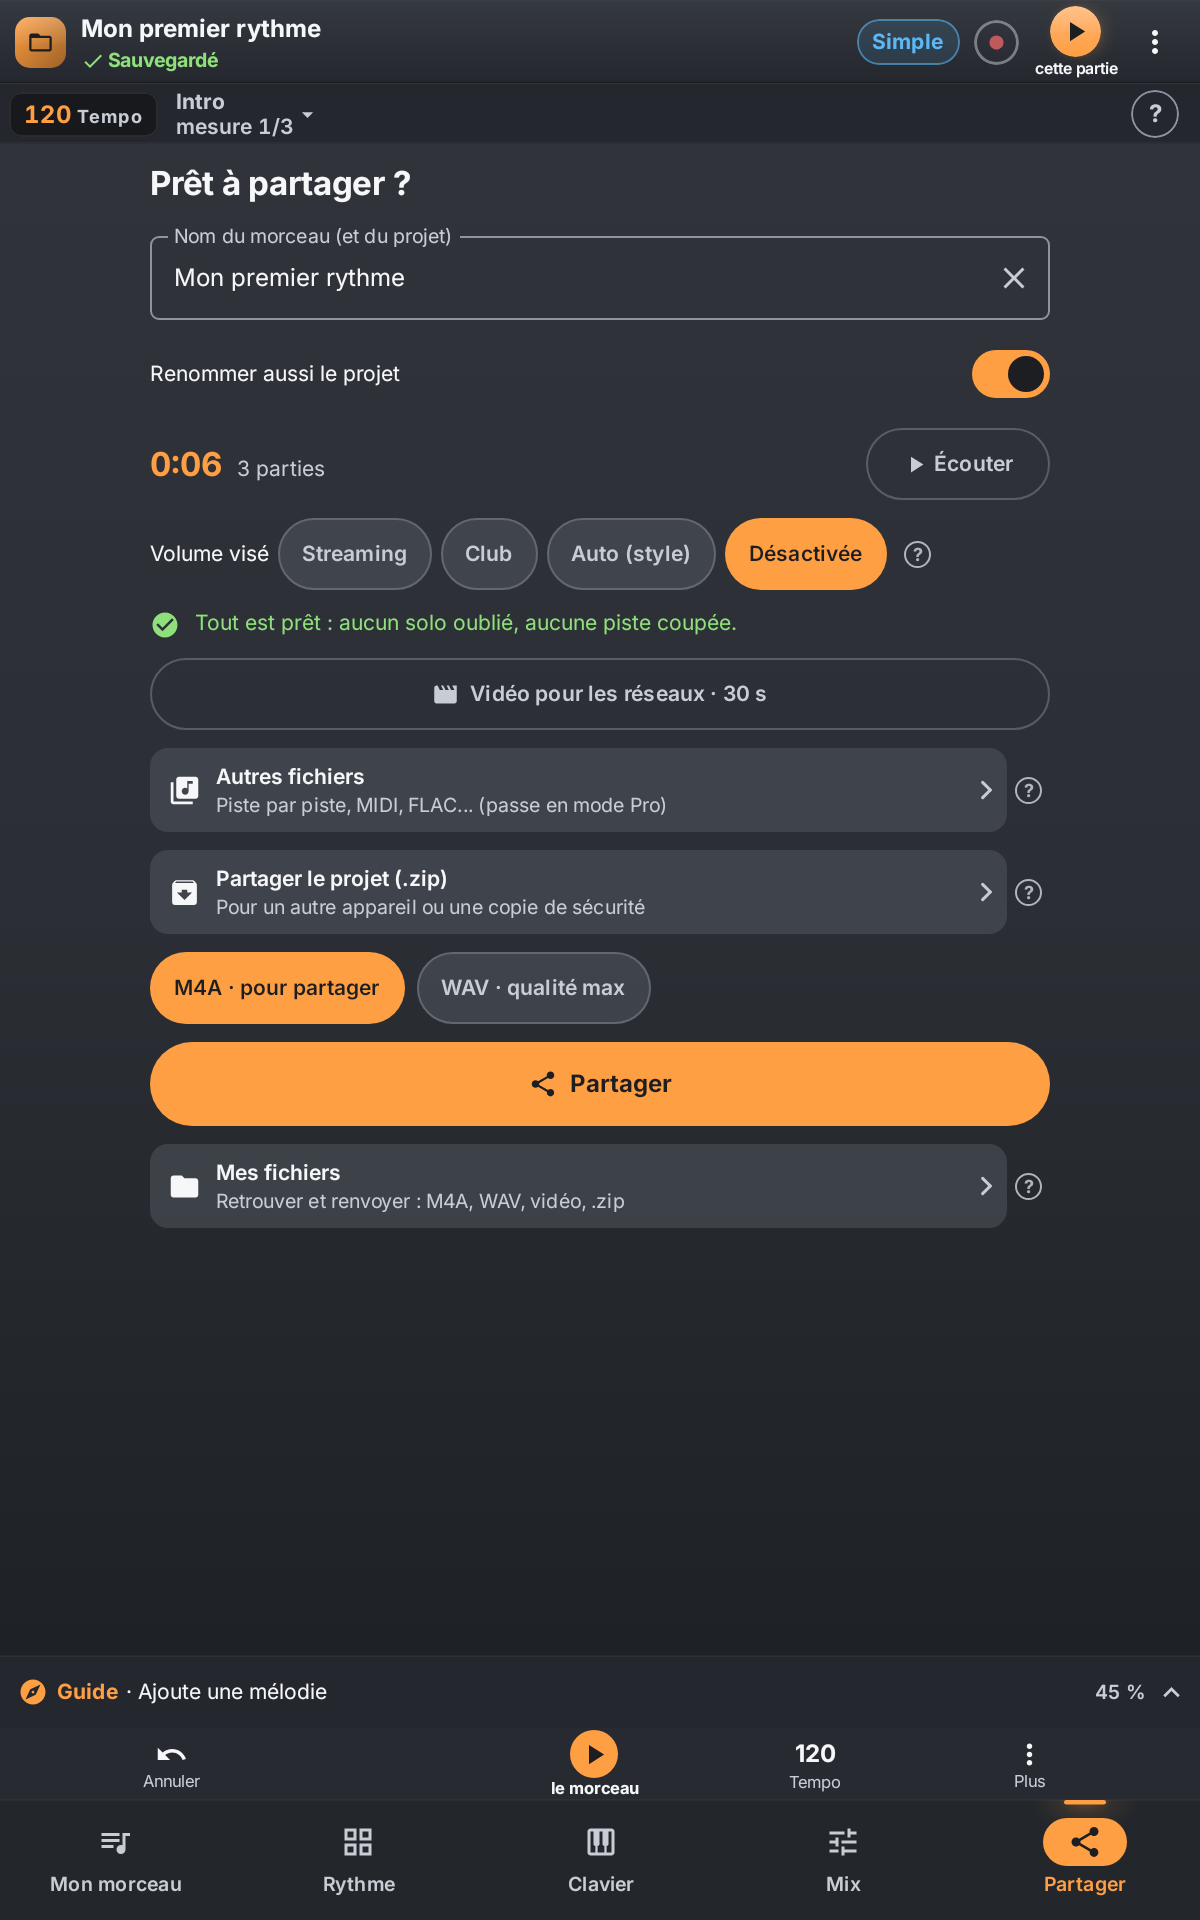 Mon premier rythme
Sauvegardé
Simple
cette partie
120 Tempo
Intro
mesure 1/3
?
Prêt à partager ?
Nom du morceau (et du projet)
Mon premier rythme
Renommer aussi le projet
0:06 3 parties
Écouter
Volume visé
Streaming
Club
Auto (style)
Désactivée
?
Tout est prêt : aucun solo oublié, aucune piste coupée.
Vidéo pour les réseaux · 30 s
Autres fichiers
Piste par piste, MIDI, FLAC... (passe en mode Pro)
?
Partager le projet (.zip)
Pour un autre appareil ou une copie de sécurité
?
M4A · pour partager
WAV · qualité max
Partager
Mes fichiers
Retrouver et renvoyer : M4A, WAV, vidéo, .zip
?
Guide · Ajoute une mélodie
45 %
Annuler
le morceau
120
Tempo
Plus
Mon morceau
Rythme
Clavier
Mix
Partager